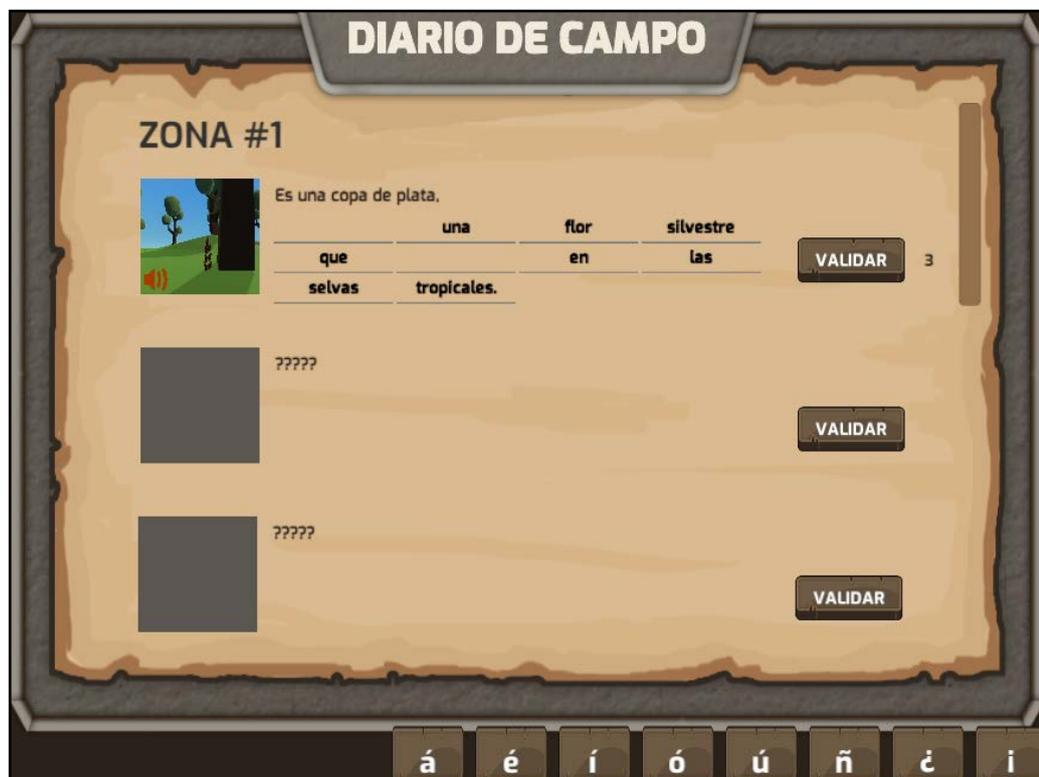 DIARIO DE CAMPO
ZONA #1
Es una copa de plata,
una flor silvestre
que en las
selvas tropicales.
VALIDAR 3
?????
VALIDAR
?????
VALIDAR
á é í ó ú ñ ¿ ¡